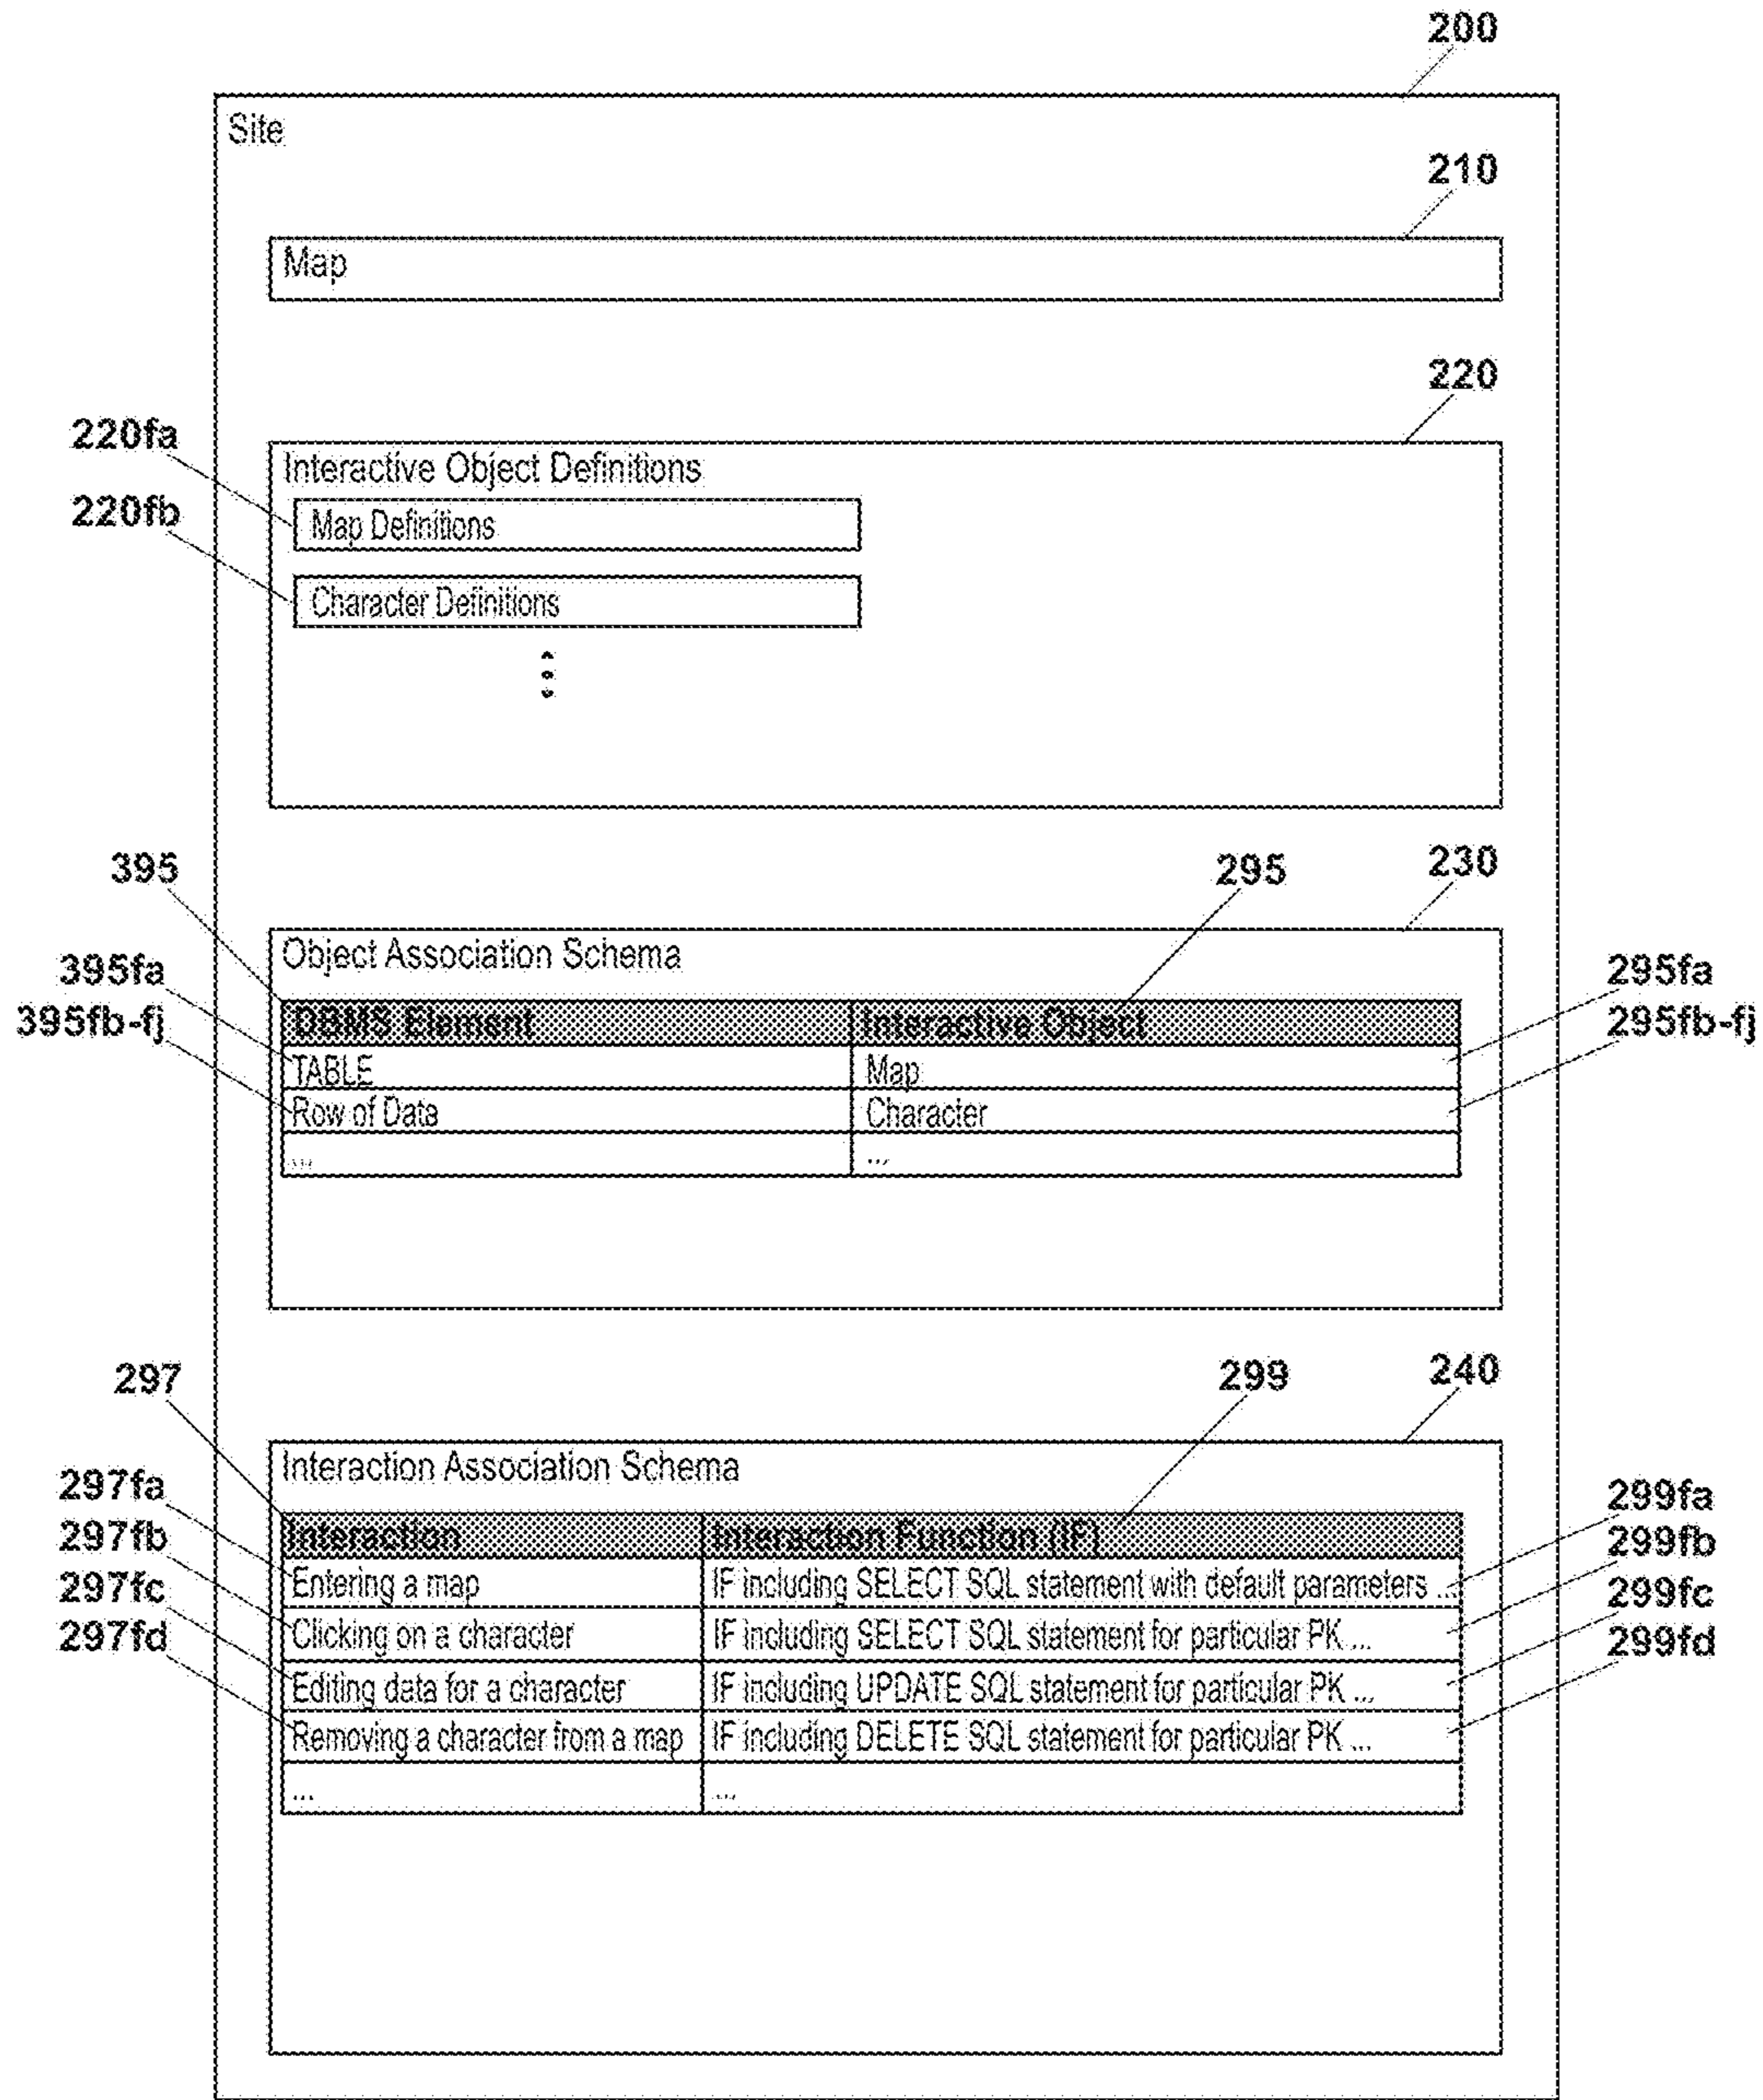 200
Site
210
Map
220
220fa
Interactive Object Definitions
220fb
Map Definitions
Character Definitions
395
295
230
Object Association Schema
395fa
295fa
395fb-fj
DBMS Element Interactive Object
295fb-fj
TABLE Map
Row of Data Character
... ...
297
299
240
Interaction Association Schema
297fa
299fa
297fb
Interaction Interaction Function (IF)
299fb
297fc
Entering a map IF including SELECT SQL statement with default parameters ...
299fc
297fd
Clicking on a character IF including SELECT SQL statement for particular PK ...
299fd
Editing data for a character IF including UPDATE SQL statement for particular PK ...
Removing a character from a map IF including DELETE SQL statement for particular PK ...
... ...